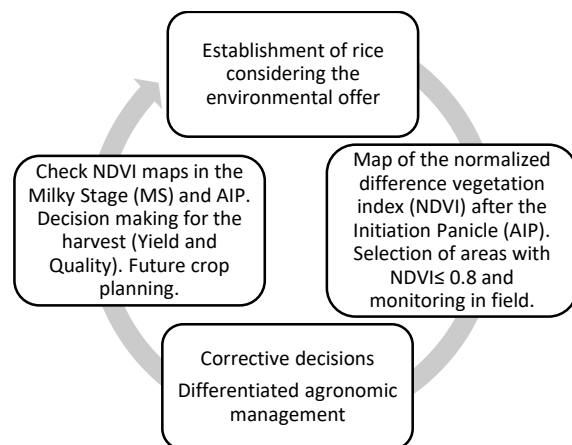 Establishment of rice
considering the
environmental offer
Map of the normalized
difference vegetation
index (NDVI) after the
Initiation Panicle (AIP).
Selection of areas with
NDVI≤ 0.8 and
monitoring in field.
Corrective decisions
Differentiated agronomic
management
Check NDVI maps in the
Milky Stage (MS) and AIP.
Decision making for the
harvest (Yield and
Quality). Future crop
planning.